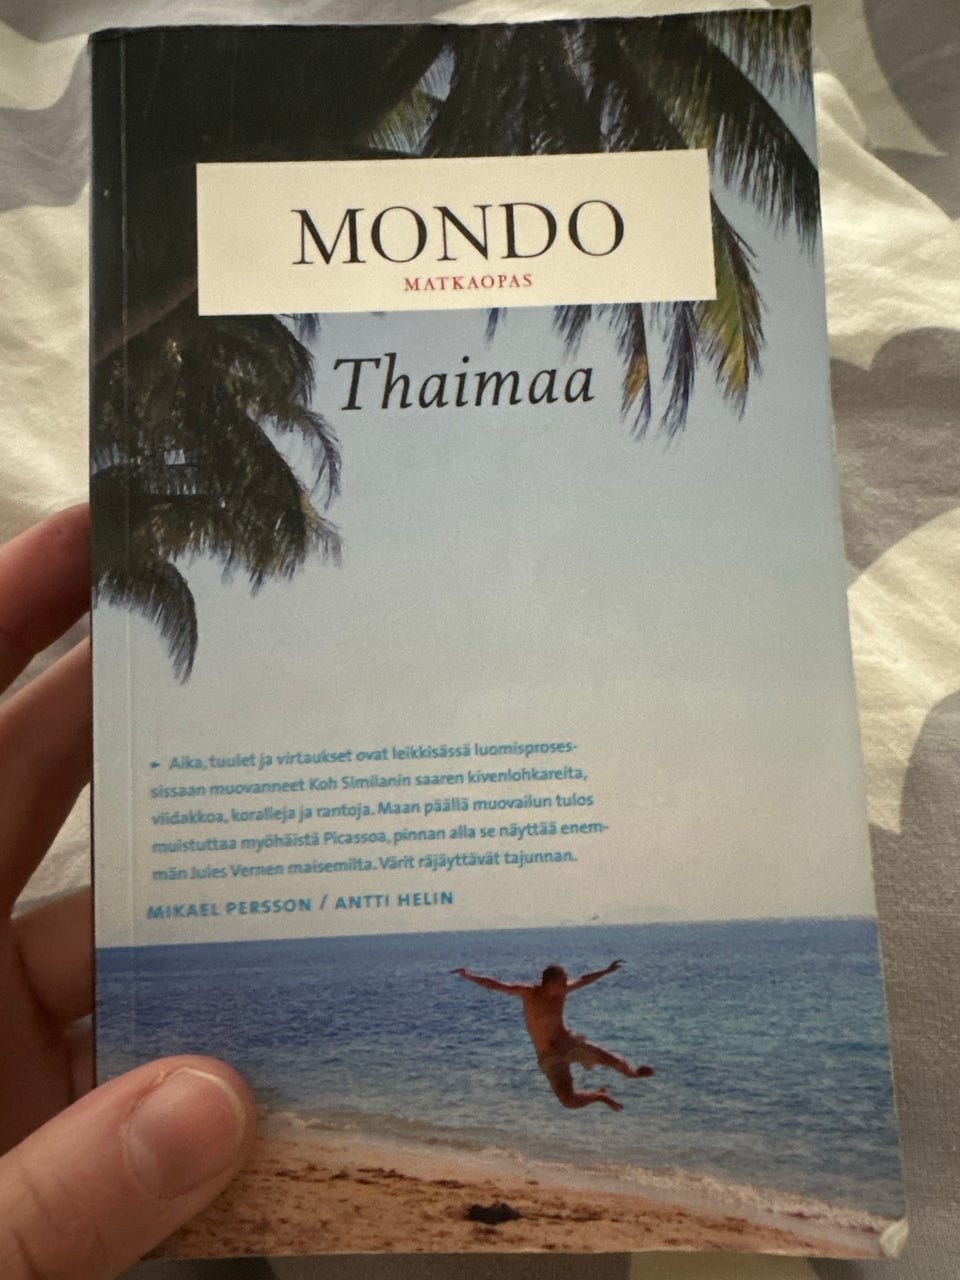 MONDO
MATKAOPAS
Thaimaa
► Aika, tuulet ja virtaukset ovat leikkisässä luomisproses-
sissaan muovanneet Koh Similanin saaren kivenlohkareita,
viidakkoa, koralleja ja rantoja. Maan päällä muovailun tulos
muistuttaa myöhäistä Picassoa, pinnan alla se näyttää enem-
män Jules Vernen maisemilta. Värit räjäyttävät tajunnan.
MIKAEL PERSSON / ANTTI HELIN